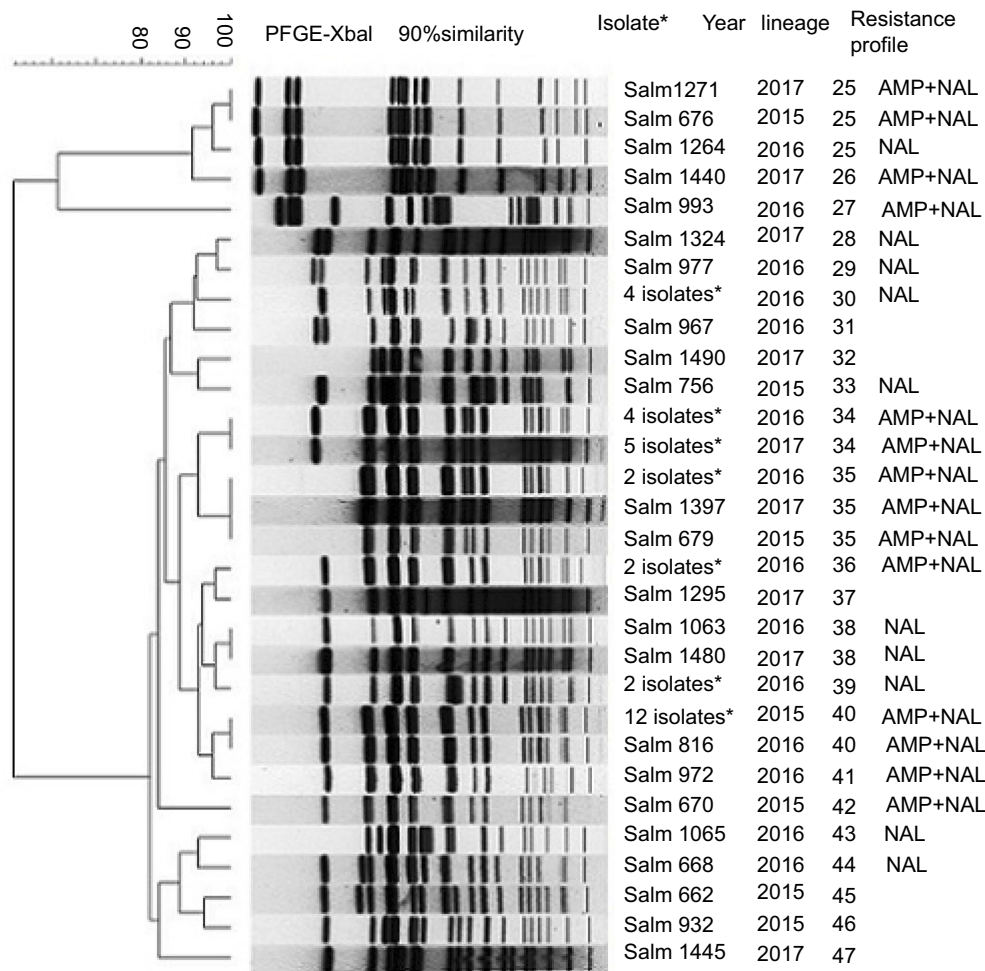 80
90
100
PFGE-XbaI 90%similarity
Isolate* Year lineage Resistance profile
Salm1271 2017 25 AMP+NAL
Salm 676 2015 25 AMP+NAL
Salm 1264 2016 25 NAL
Salm 1440 2017 26 AMP+NAL
Salm 993 2016 27 AMP+NAL
Salm 1324 2017 28 NAL
Salm 977 2016 29 NAL
4 isolates* 2016 30 NAL
Salm 967 2016 31
Salm 1490 2017 32
Salm 756 2015 33 NAL
4 isolates* 2016 34 AMP+NAL
5 isolates* 2017 34 AMP+NAL
2 isolates* 2016 35 AMP+NAL
Salm 1397 2017 35 AMP+NAL
Salm 679 2015 35 AMP+NAL
2 isolates* 2016 36 AMP+NAL
Salm 1295 2017 37
Salm 1063 2016 38 NAL
Salm 1480 2017 38 NAL
2 isolates* 2016 39 NAL
12 isolates* 2015 40 AMP+NAL
Salm 816 2016 40 AMP+NAL
Salm 972 2016 41 AMP+NAL
Salm 670 2015 42 AMP+NAL
Salm 1065 2016 43 NAL
Salm 668 2016 44 NAL
Salm 662 2015 45
Salm 932 2015 46
Salm 1445 2017 47